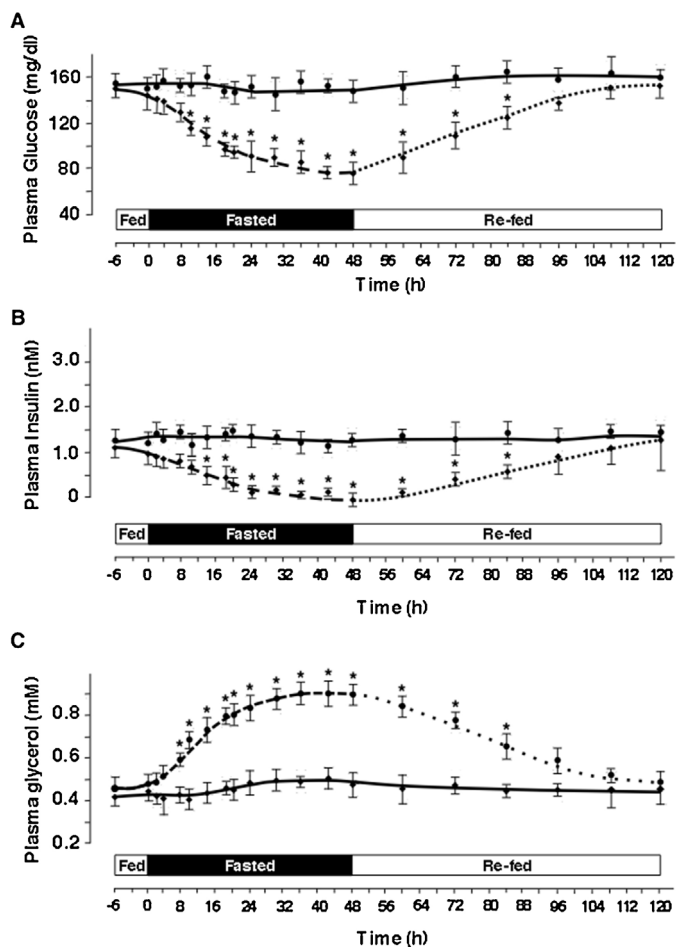 A
Plasma Glucose (mg/dl)
160
120
80
40
* * * * * * * * * * * *
Fed Fasted Re-fed
-6 0 8 16 24 32 40 48 56 64 72 80 88 96 104 112 120
Time (h)
B
Plasma Insulin (nM)
3.0
2.0
1.0
0
* * * * * * * * * * *
Fed Fasted Re-fed
-6 0 8 16 24 32 40 48 56 64 72 80 88 96 104 112 120
Time (h)
C
Plasma glycerol (mM)
0.8
0.6
0.4
0.2
* * * * * * * * * * * * *
Fed Fasted Re-fed
-6 0 8 16 24 32 40 48 56 64 72 80 88 96 104 112 120
Time (h)